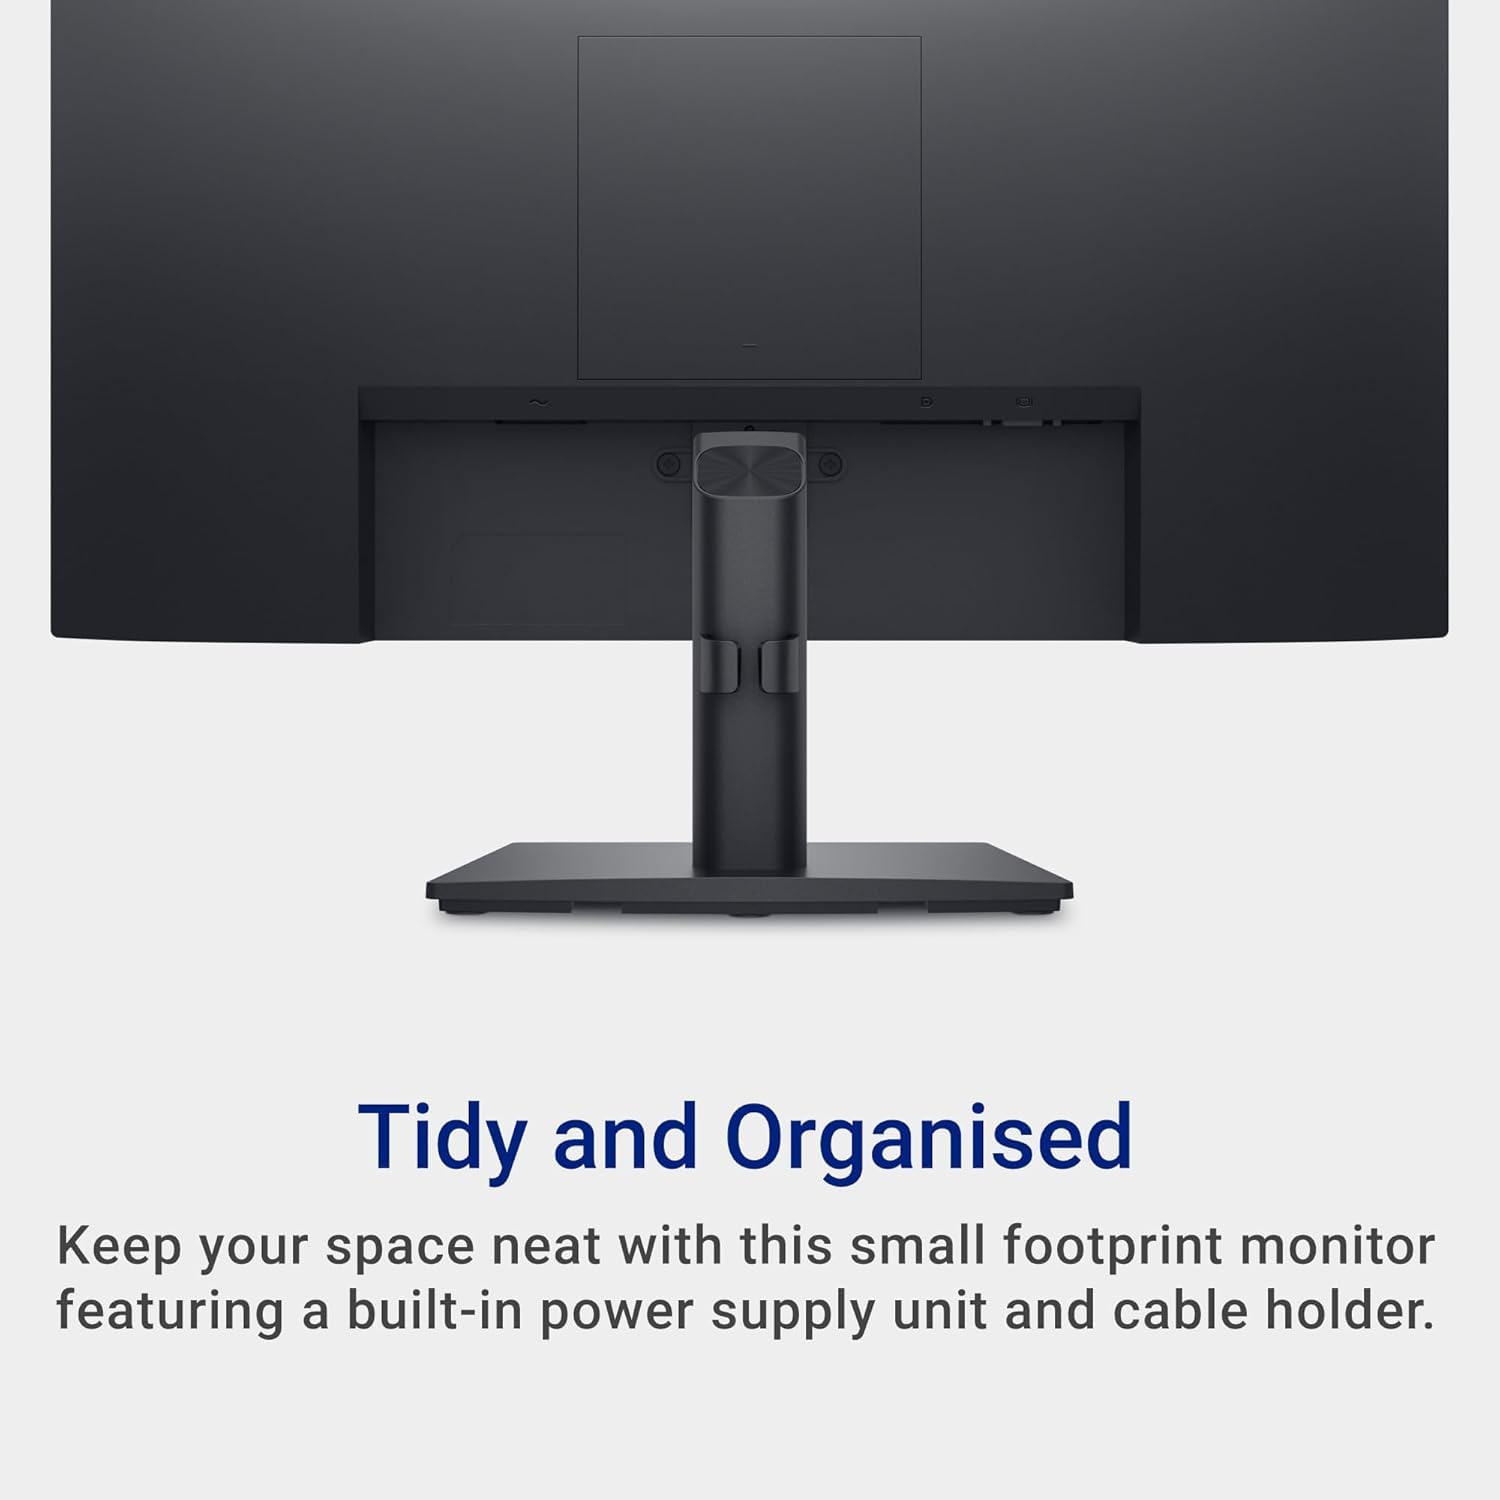 Tidy and Organised
Keep your space neat with this small footprint monitor
featuring a built-in power supply unit and cable holder.